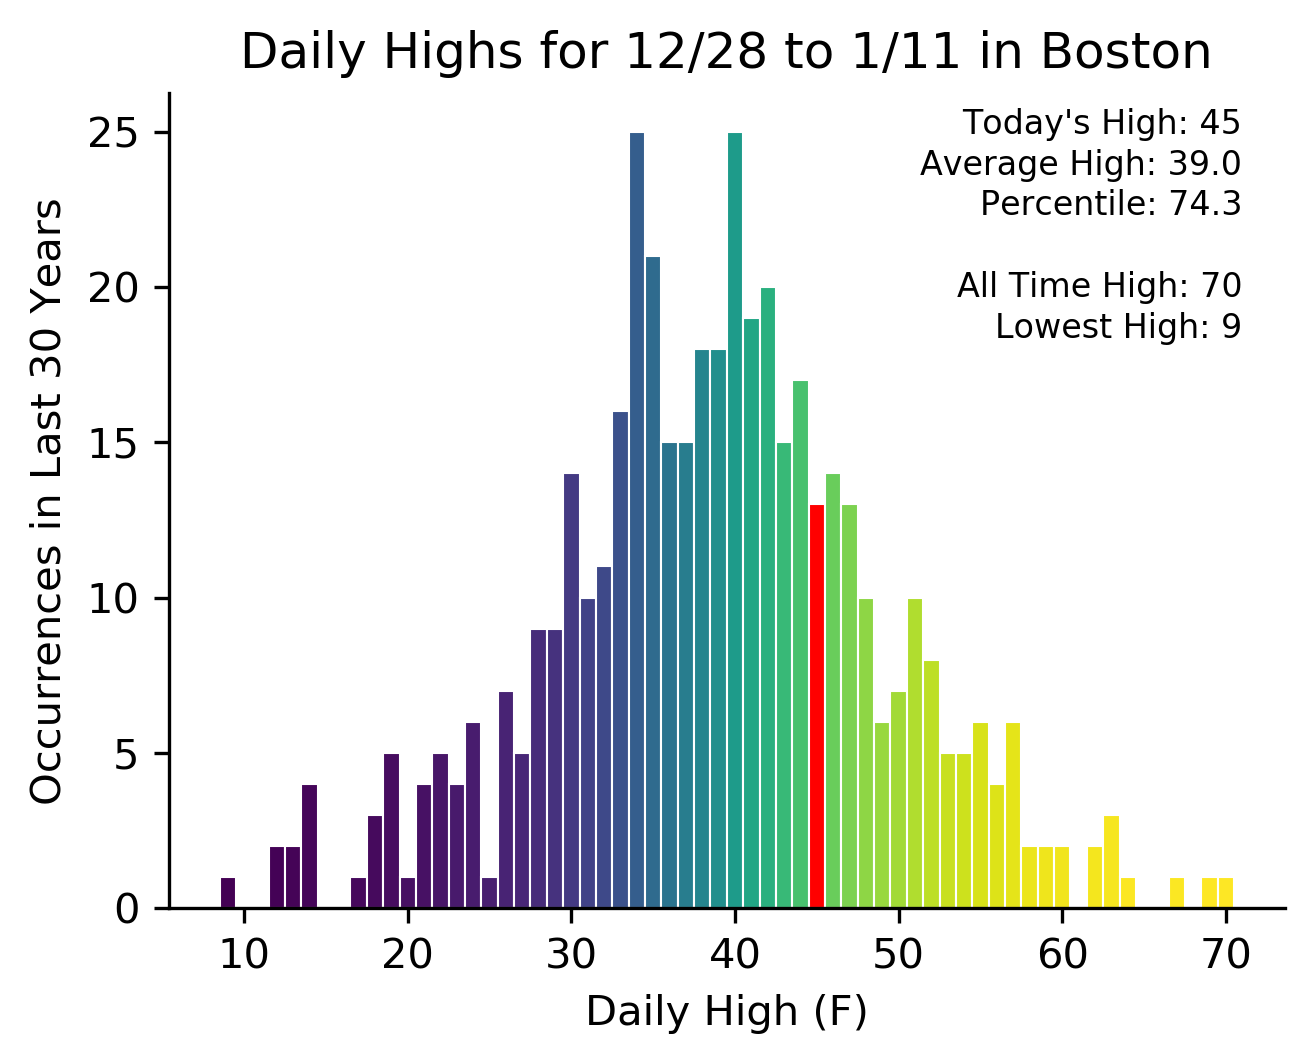 Daily Highs for 12/28 to 1/11 in Boston
Today's High: 45
Average High: 39.0
Percentile: 74.3
All Time High: 70
Lowest High: 9
Occurrences in Last 30 Years
25
20
15
10
5
0
10 20 30 40 50 60 70
Daily High (F)